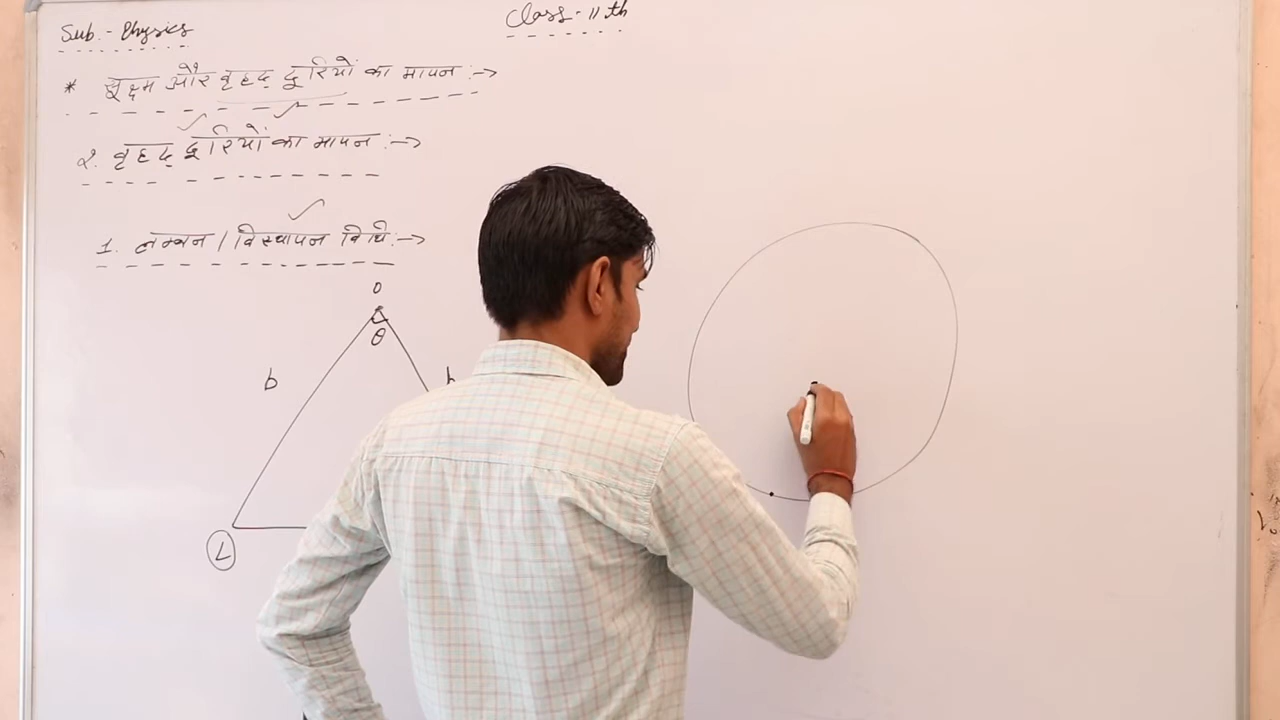 Sub. - Physics
Class - 11th
* सूक्ष्म और वृहद् दूरियों का मापन :->
२. वृहद् दूरियों का मापन :->
1. लम्बन / विस्थापन विधि :->
O
θ
b
b
L